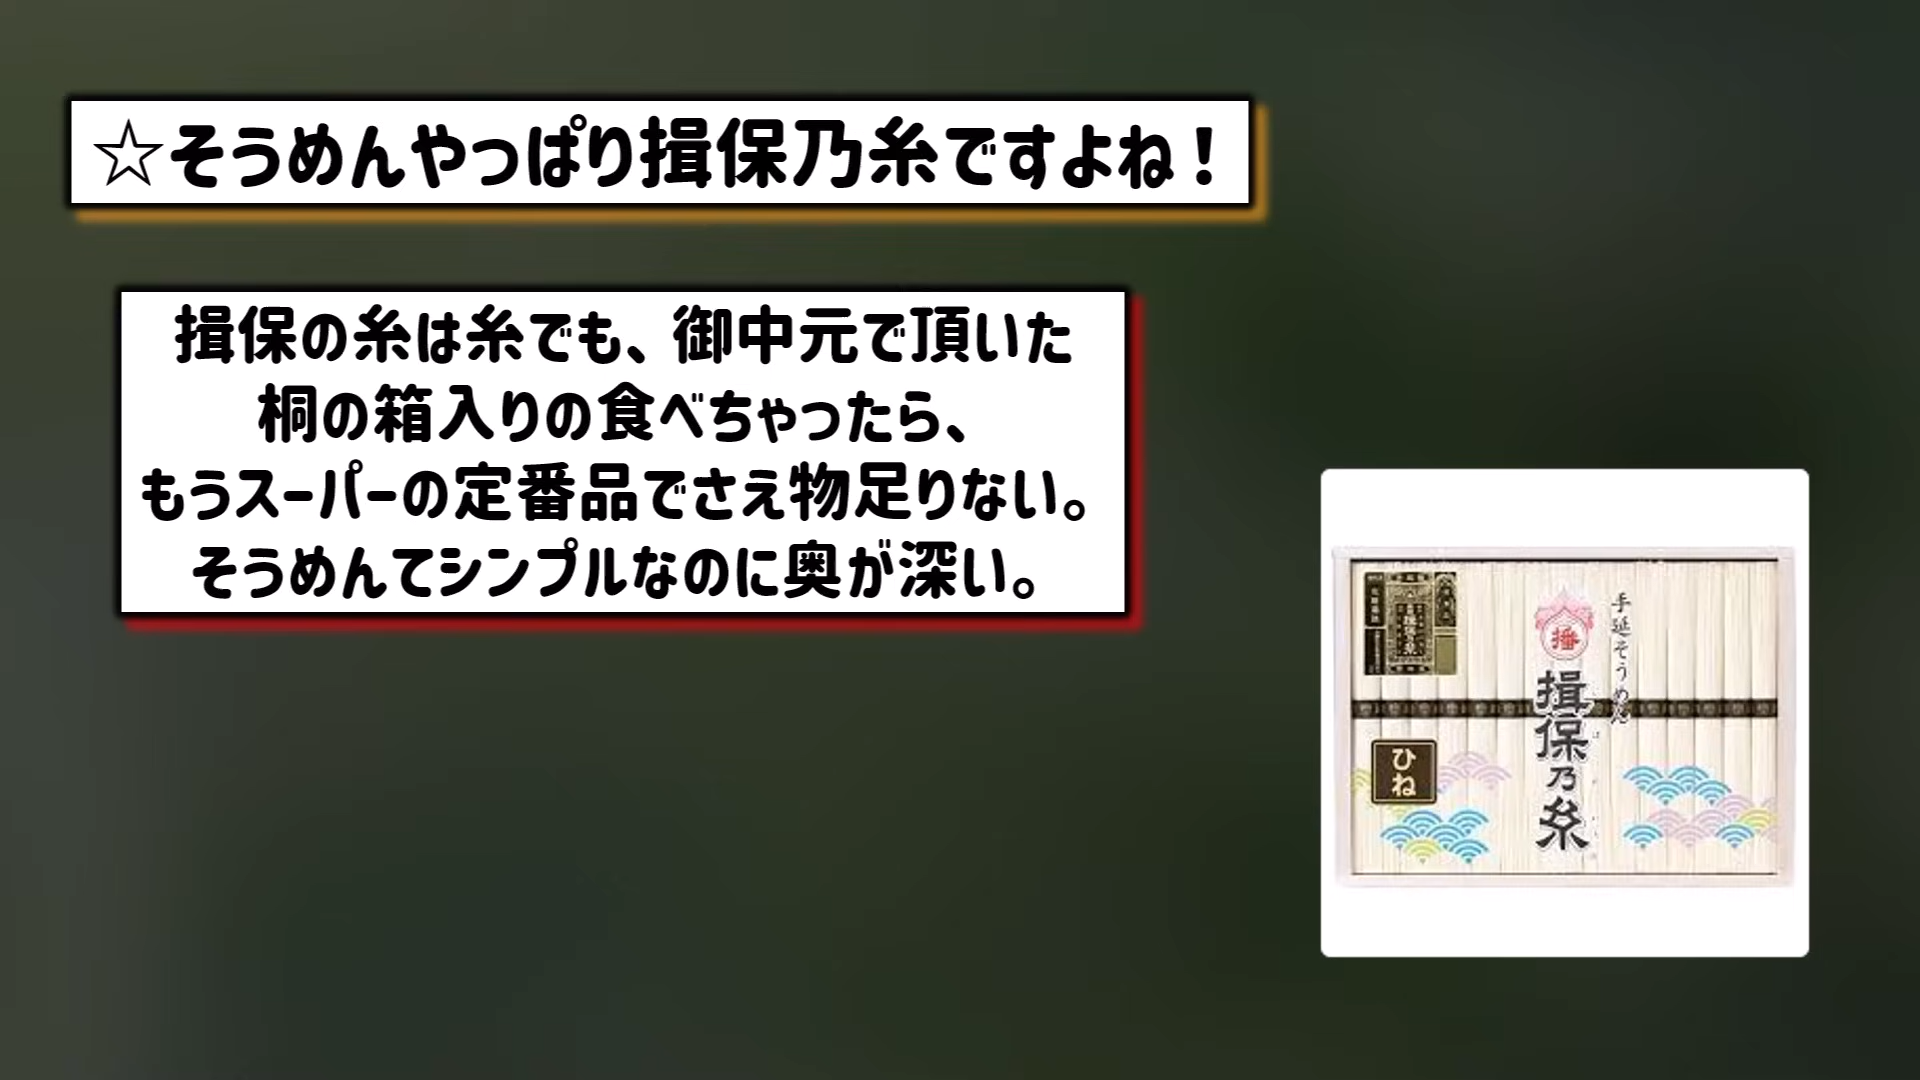 ☆そうめんやっぱり揖保乃糸ですよね！
揖保の糸は糸でも、御中元で頂いた
桐の箱入りの食べちゃったら、
もうスーパーの定番品でさえ物足りない。
そうめんてシンプルなのに奥が深い。
手延そうめん
播
揖保乃糸
ひね